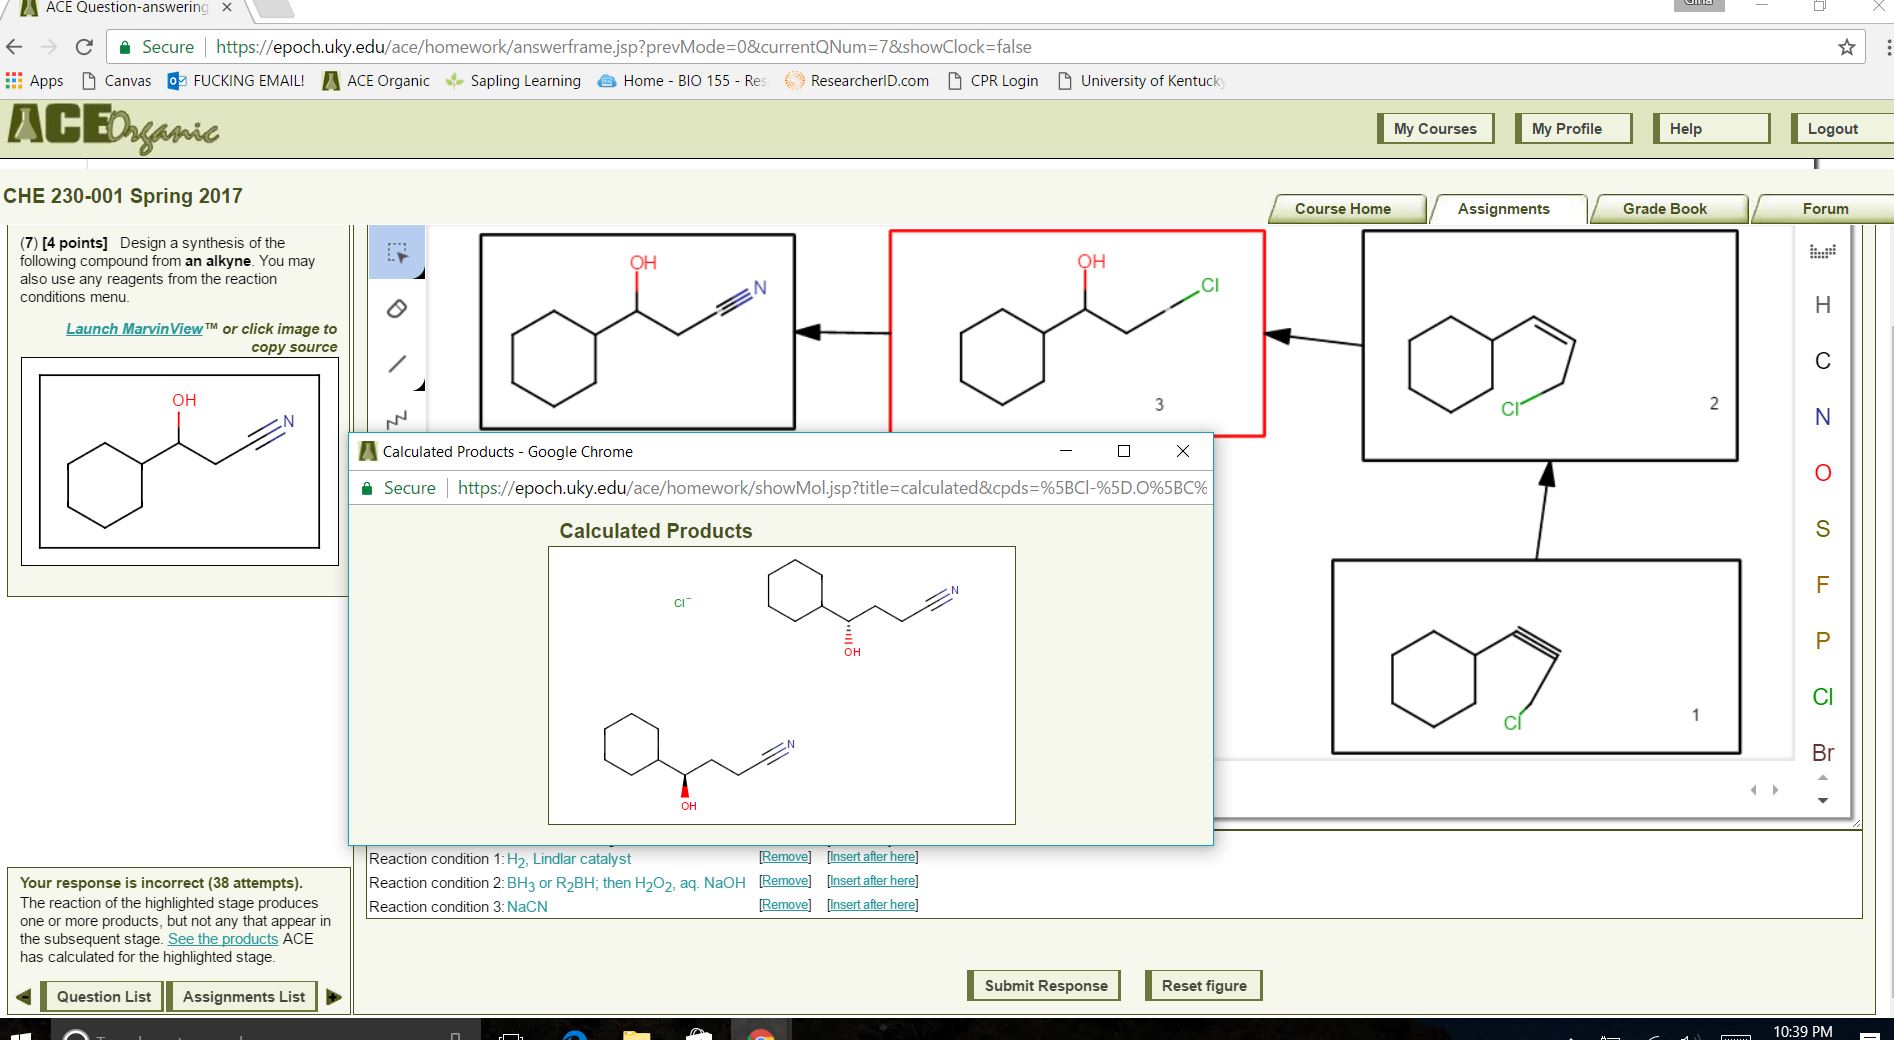 ACE Question-answering
Gina
Secure https://epoch.uky.edu/ace/homework/answerframe.jsp?prevMode=0&currentQNum=7&showClock=false
Apps Canvas FUCKING EMAIL! ACE Organic Sapling Learning Home - BIO 155 - Res ResearcherID.com CPR Login University of Kentucky
ACE Organic
My Courses My Profile Help Logout
CHE 230-001 Spring 2017
Course Home Assignments Grade Book Forum
(7) [4 points] Design a synthesis of the
following compound from an alkyne. You may
also use any reagents from the reaction
conditions menu.
Launch MarvinView™ or click image to
copy source
OH
N
OH
N
OH
Cl
3
Cl
2
Cl
1
H
C
N
O
S
F
P
Cl
Br
Calculated Products - Google Chrome
Secure https://epoch.uky.edu/ace/homework/showMol.jsp?title=calculated&cpds=%5BCl-%5D.O%5BC%
Calculated Products
Cl⁻
N
OH
N
OH
Reaction condition 1: H₂, Lindlar catalyst [Remove] [Insert after here]
Reaction condition 2: BH₃ or R₂BH; then H₂O₂, aq. NaOH [Remove] [Insert after here]
Reaction condition 3: NaCN [Remove] [Insert after here]
Your response is incorrect (38 attempts).
The reaction of the highlighted stage produces
one or more products, but not any that appear in
the subsequent stage. See the products ACE
has calculated for the highlighted stage.
Question List Assignments List
Submit Response Reset figure
10:39 PM